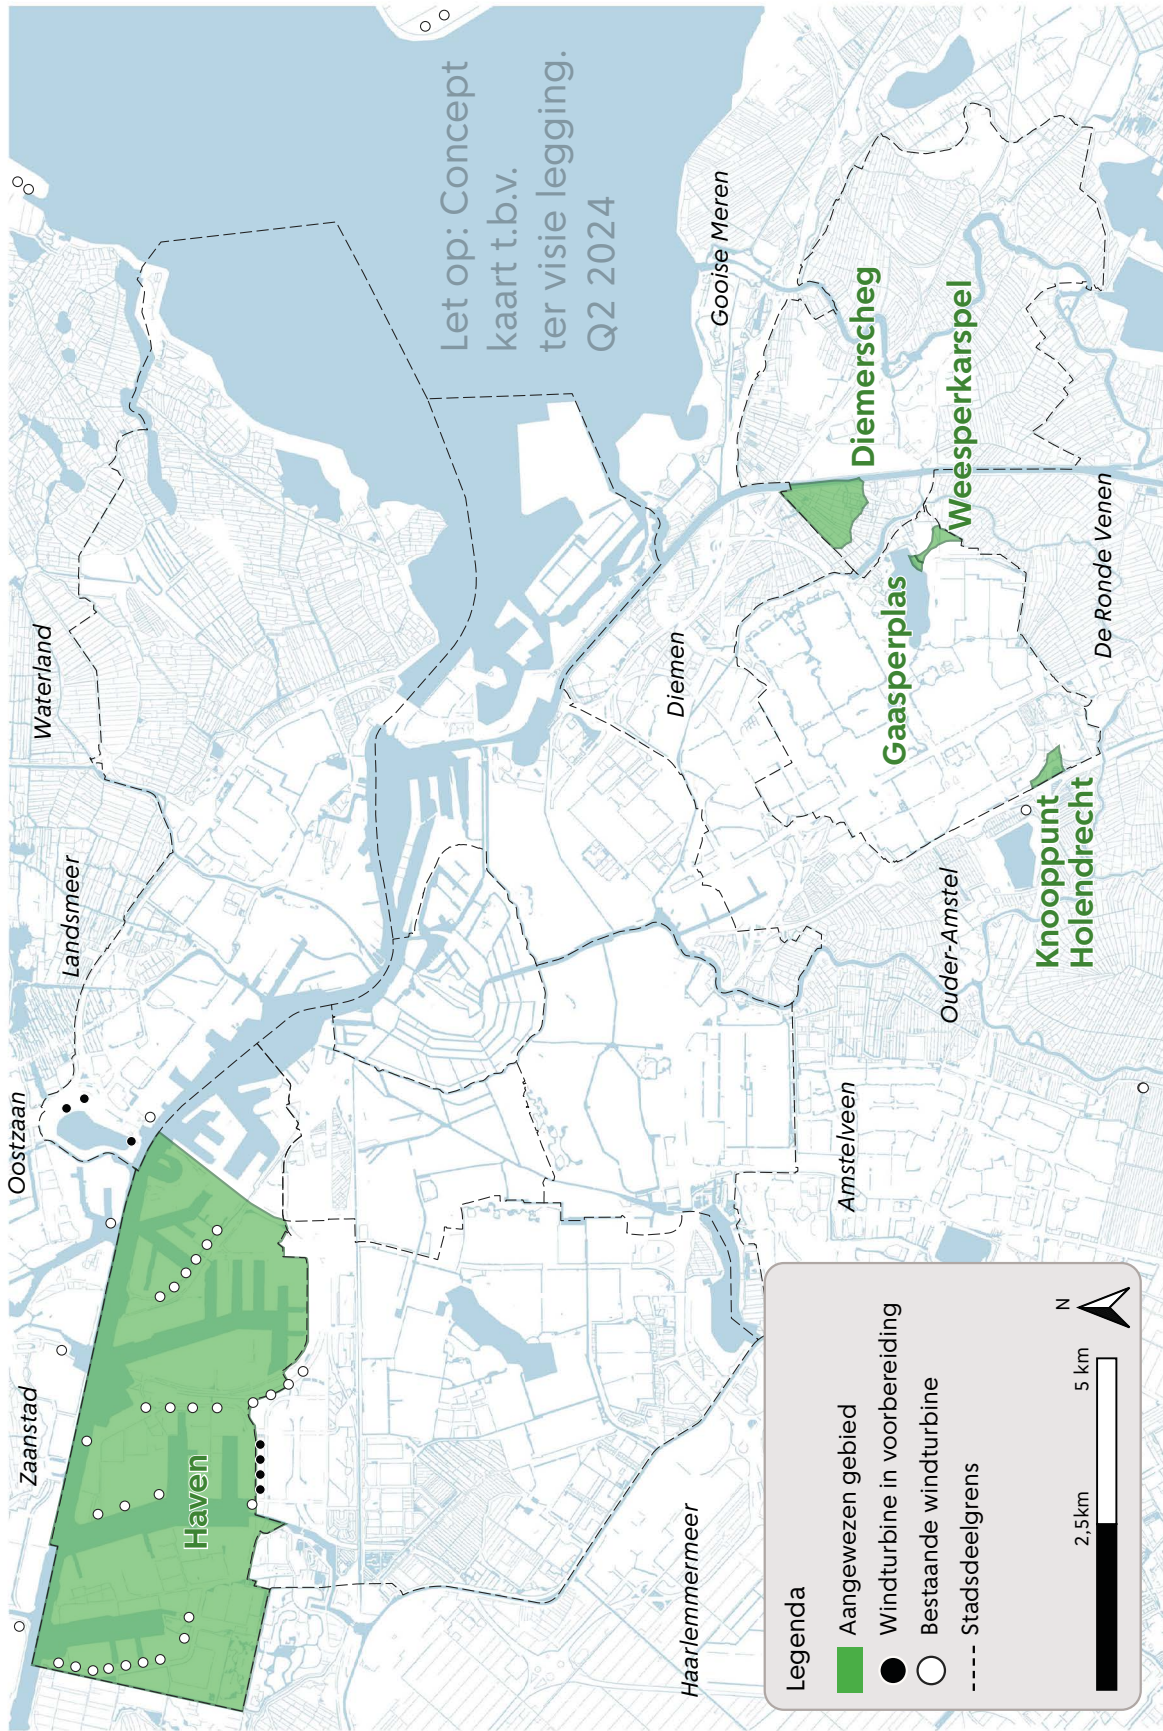 Let op: Concept
kaart t.b.v.
ter visie legging.
Q2 2024
Zaanstad
Oostzaan
Landsmeer
Waterland
Haven
Gooise Meren
Diemen
Diemerscheg
Gaasperplas
Weesperkarspel
Haarlemmermeer
Amstelveen
Ouder-Amstel
Knooppunt
Holendrecht
De Ronde Venen
Legenda
Aangewezen gebied
Windturbine in voorbereiding
Bestaande windturbine
Stadsdeelgrens
2,5km
5 km
N